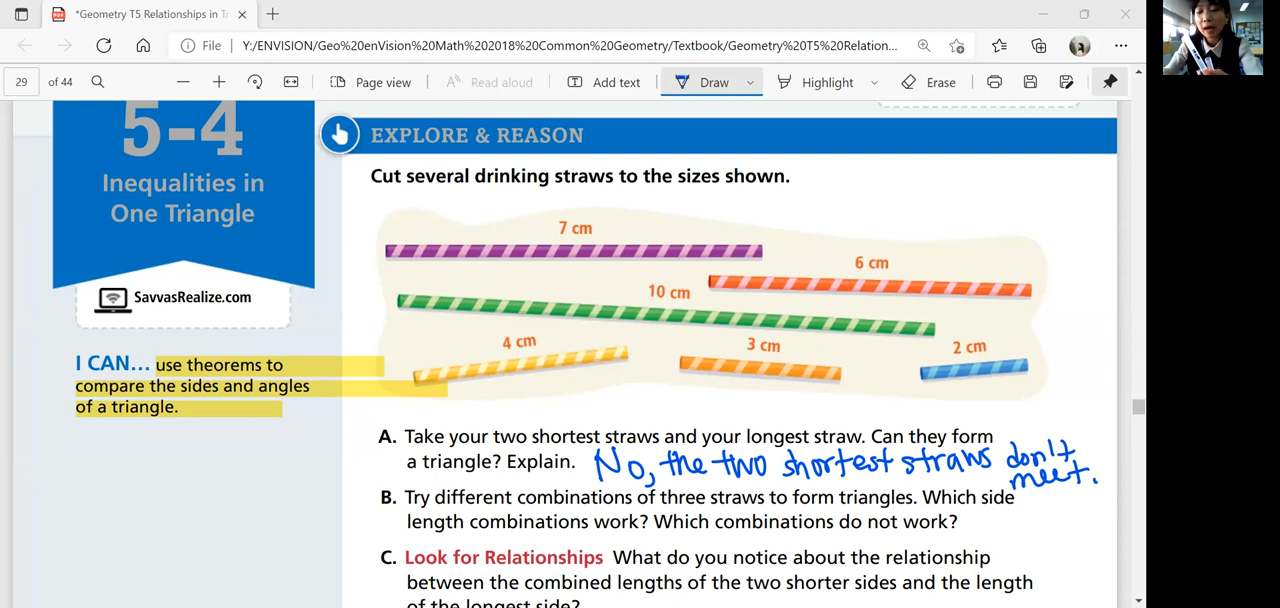 *Geometry T5 Relationships in Tr
File
Y:/ENVISION/Geo%20enVision%20Math%202018%20Common%20Geometry/Textbook/Geometry%20T5%20Relation...
29 of 44
Page view
Read aloud
Add text
Draw
Highlight
Erase
5-4
Inequalities in
One Triangle
SavvasRealize.com
I CAN... use theorems to
compare the sides and angles
of a triangle.
EXPLORE & REASON
Cut several drinking straws to the sizes shown.
7 cm
6 cm
10 cm
4 cm
3 cm
2 cm
A. Take your two shortest straws and your longest straw. Can they form
a triangle? Explain. No, the two shortest straws don't
meet.
B. Try different combinations of three straws to form triangles. Which side
length combinations work? Which combinations do not work?
C. Look for Relationships What do you notice about the relationship
between the combined lengths of the two shorter sides and the length
of the longest side?